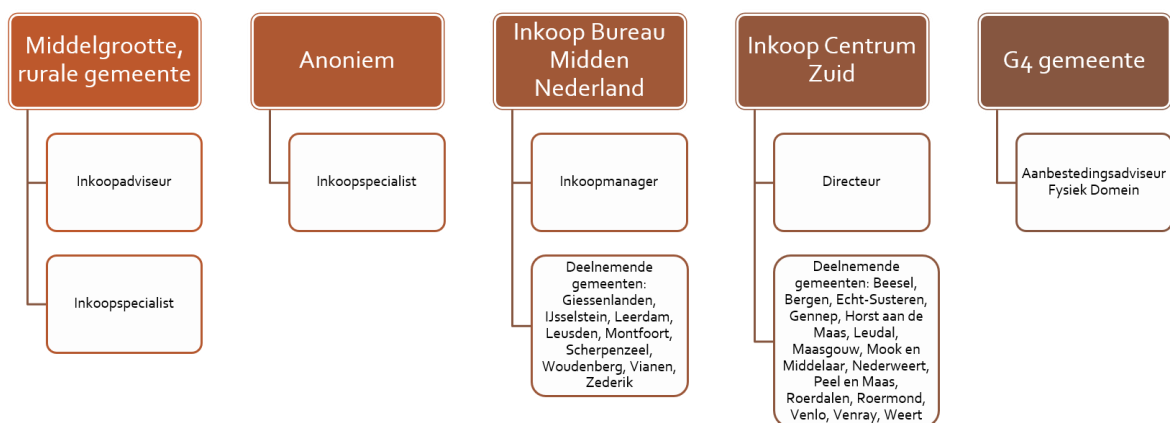 Middelgrootte,
rurale gemeente
Inkoopadviseur
Inkoopspecialist
Anoniem
Inkoopspecialist
Inkoop Bureau
Midden
Nederland
Inkoopmanager
Deelnemende
gemeenten:
Giessenlanden,
IJsselstein, Leerdam,
Leusden, Montfoort,
Scherpenzeel,
Woudenberg, Vianen,
Zederik
Inkoop Centrum
Zuid
Directeur
Deelnemende
gemeenten: Beesel,
Bergen, Echt-Susteren,
Gennep, Horst aan de
Maas, Leudal,
Maasgouw, Mook en
Middelaar, Nederweert,
Peel en Maas,
Roerdalen, Roermond,
Venlo, Venray, Weert
G4 gemeente
Aanbestedingsadviseur
Fysiek Domein